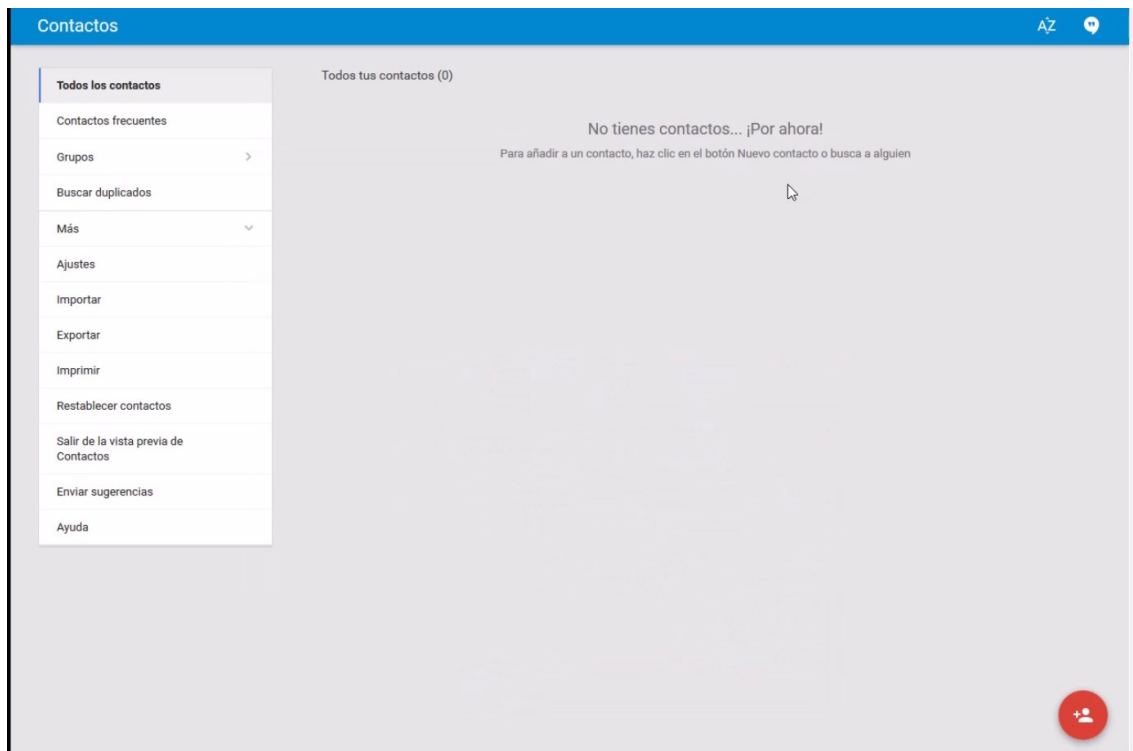 Contactos
AZ
Todos los contactos
Contactos frecuentes
Grupos
Buscar duplicados
Más
Ajustes
Importar
Exportar
Imprimir
Restablecer contactos
Salir de la vista previa de
Contactos
Enviar sugerencias
Ayuda
Todos tus contactos (0)
No tienes contactos... ¡Por ahora!
Para añadir a un contacto, haz clic en el botón Nuevo contacto o busca a alguien